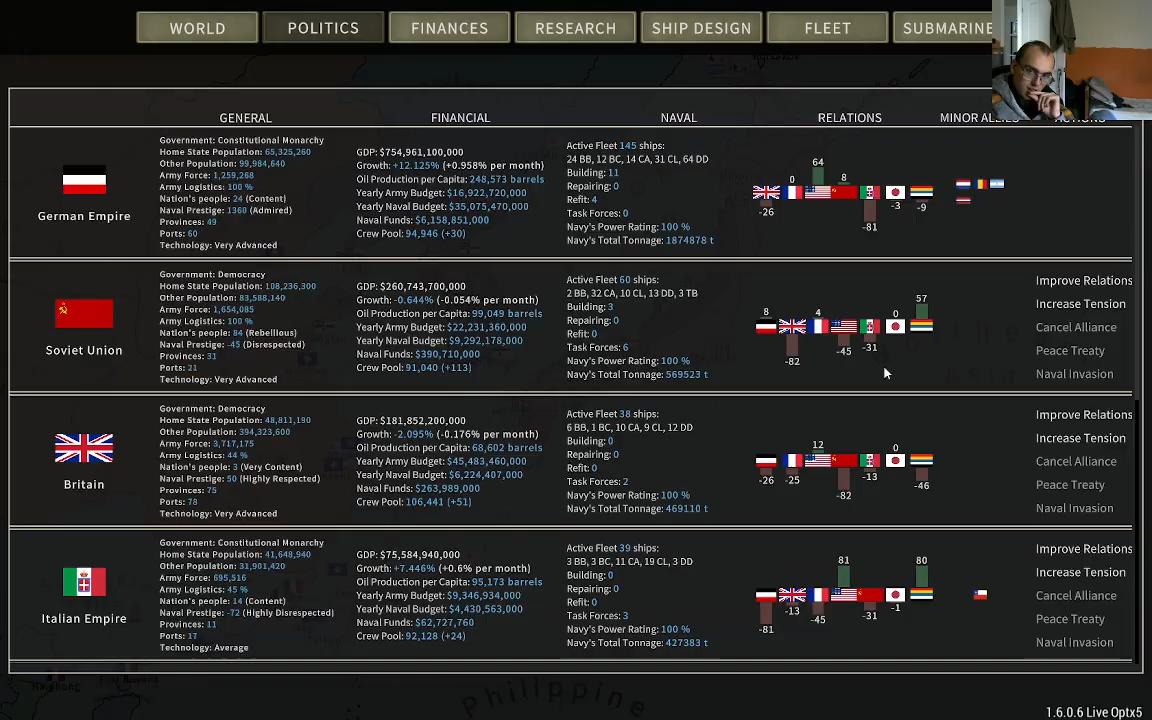 WORLD POLITICS FINANCES RESEARCH SHIP DESIGN FLEET SUBMARINE
GENERAL FINANCIAL NAVAL RELATIONS MINOR
German Empire
Government: Constitutional Monarchy
Home State Population: 65,325,260
Other Population: 99,984,640
Army Force: 1,259,268
Army Logistics: 100 %
Nation's people: 24 (Content)
Naval Prestige: 1360 (Admired)
Provinces: 49
Ports: 60
Technology: Very Advanced
GDP: $754,961,100,000
Growth: +12.125% (+0.958% per month)
Oil Production per Capita: 248,573 barrels
Yearly Army Budget: $16,922,720,000
Yearly Naval Budget: $35,075,470,000
Naval Funds: $6,158,851,000
Crew Pool: 94,946 (+30)
Active Fleet 145 ships:
24 BB, 12 BC, 14 CA, 31 CL, 64 DD
Building: 11
Repairing: 0
Refit: 4
Task Forces: 0
Navy's Power Rating: 100 %
Navy's Total Tonnage: 1874878 t
-26 0 64 8 -81 -3 -9
Soviet Union
Government: Democracy
Home State Population: 108,236,300
Other Population: 83,588,140
Army Force: 1,654,085
Army Logistics: 100 %
Nation's people: 84 (Rebellious)
Naval Prestige: -45 (Disrespected)
Provinces: 31
Ports: 21
Technology: Very Advanced
GDP: $260,743,700,000
Growth: -0.644% (-0.054% per month)
Oil Production per Capita: 99,049 barrels
Yearly Army Budget: $22,231,360,000
Yearly Naval Budget: $9,292,178,000
Naval Funds: $390,710,000
Crew Pool: 91,040 (+113)
Active Fleet 60 ships:
2 BB, 32 CA, 10 CL, 13 DD, 3 TB
Building: 3
Repairing: 0
Refit: 0
Task Forces: 6
Navy's Power Rating: 100 %
Navy's Total Tonnage: 569523 t
8 -82 4 -45 -31 0 57
Improve Relations
Increase Tension
Cancel Alliance
Peace Treaty
Naval Invasion
Britain
Government: Democracy
Home State Population: 48,811,190
Other Population: 394,323,600
Army Force: 3,717,175
Army Logistics: 44 %
Nation's people: 3 (Very Content)
Naval Prestige: 50 (Highly Respected)
Provinces: 75
Ports: 78
Technology: Very Advanced
GDP: $181,852,200,000
Growth: -2.095% (-0.176% per month)
Oil Production per Capita: 68,602 barrels
Yearly Army Budget: $45,483,460,000
Yearly Naval Budget: $6,224,407,000
Naval Funds: $263,989,000
Crew Pool: 106,441 (+51)
Active Fleet 38 ships:
6 BB, 1 BC, 10 CA, 9 CL, 12 DD
Building: 0
Repairing: 0
Refit: 0
Task Forces: 2
Navy's Power Rating: 100 %
Navy's Total Tonnage: 469110 t
-26 -25 12 -82 -13 0 -46
Improve Relations
Increase Tension
Cancel Alliance
Peace Treaty
Naval Invasion
Italian Empire
Government: Constitutional Monarchy
Home State Population: 41,648,940
Other Population: 31,901,420
Army Force: 695,516
Army Logistics: 45 %
Nation's people: 14 (Content)
Naval Prestige: -72 (Highly Disrespected)
Provinces: 11
Ports: 17
Technology: Average
GDP: $75,584,940,000
Growth: +7.446% (+0.6% per month)
Oil Production per Capita: 95,173 barrels
Yearly Army Budget: $9,346,934,000
Yearly Naval Budget: $4,430,563,000
Naval Funds: $62,727,760
Crew Pool: 92,128 (+24)
Active Fleet 39 ships:
3 BB, 3 BC, 11 CA, 19 CL, 3 DD
Building: 0
Repairing: 0
Refit: 0
Task Forces: 3
Navy's Power Rating: 100 %
Navy's Total Tonnage: 427383 t
-81 -13 -45 81 -31 -1 80
Improve Relations
Increase Tension
Cancel Alliance
Peace Treaty
Naval Invasion
Philippine
1.6.0.6 Live Optx5